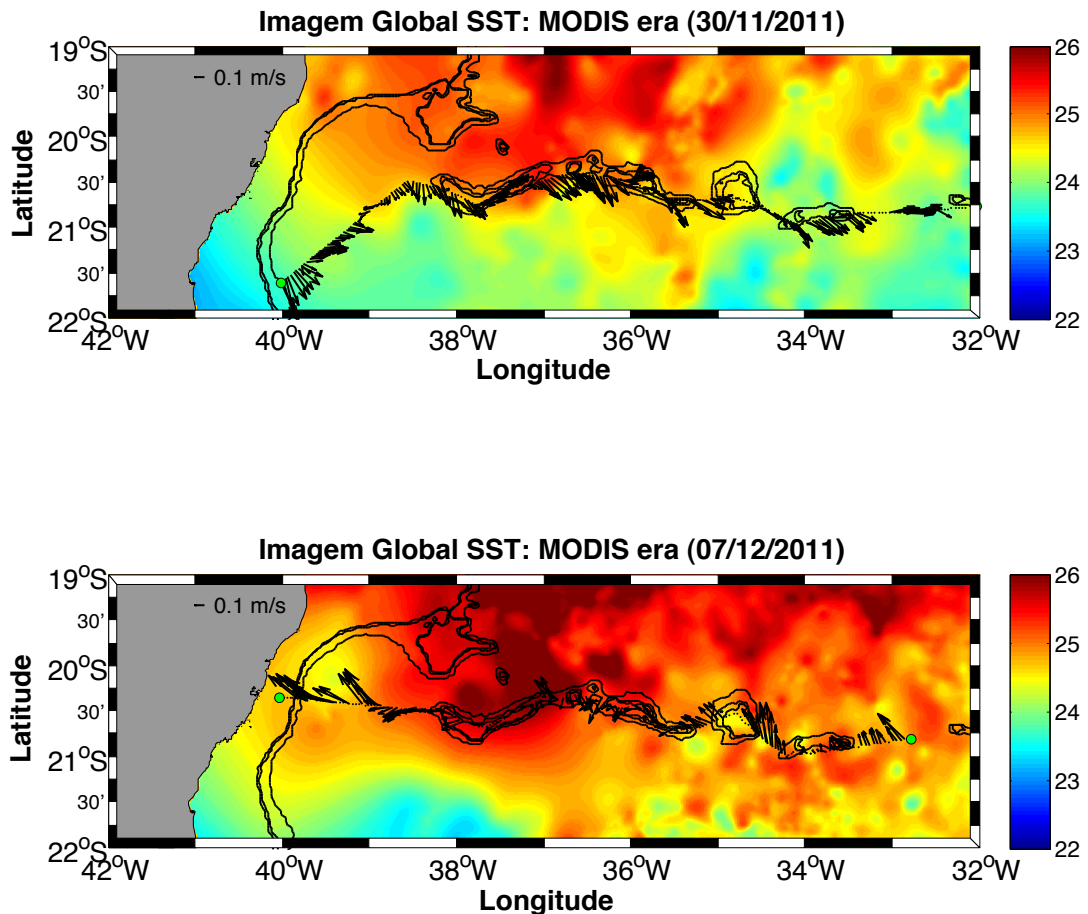 Imagem Global SST: MODIS era (30/11/2011)
19°S
30'
20°S
30'
21°S
30'
22°S
Latitude
0.1 m/s
42°W 40°W 38°W 36°W 34°W 32°W
Longitude
26
25
24
23
22
Imagem Global SST: MODIS era (07/12/2011)
19°S
30'
20°S
30'
21°S
30'
22°S
Latitude
0.1 m/s
42°W 40°W 38°W 36°W 34°W 32°W
Longitude
26
25
24
23
22